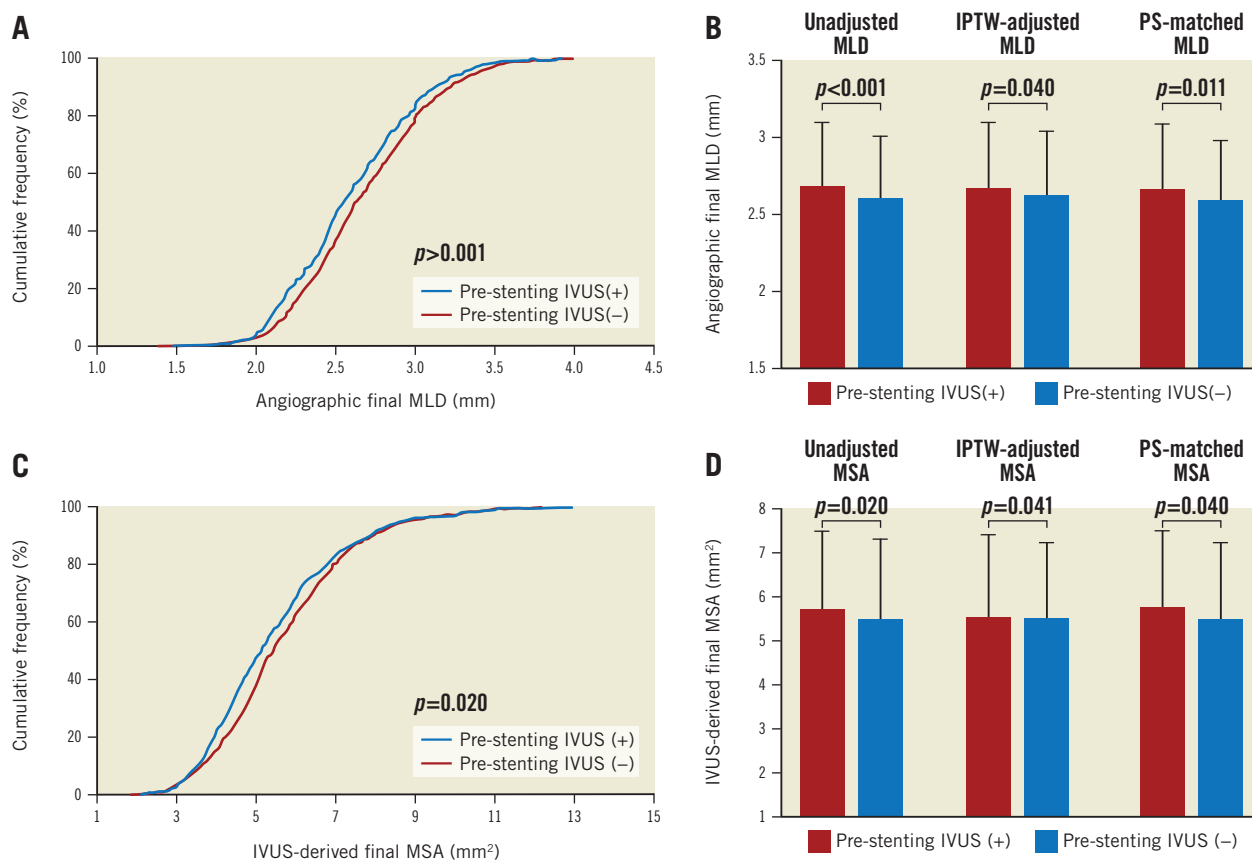 A
Cumulative frequency (%)
100
80
60
40
20
0
1.0 1.5 2.0 2.5 3.0 3.5 4.0 4.5
Angiographic final MLD (mm)
p>0.001
Pre-stenting IVUS(+)
Pre-stenting IVUS(−)
B
Unadjusted MLD
IPTW-adjusted MLD
PS-matched MLD
Angiographic final MLD (mm)
3.5
3
2.5
2
1.5
p<0.001
p=0.040
p=0.011
Pre-stenting IVUS(+) Pre-stenting IVUS(−)
C
Cumulative frequency (%)
100
80
60
40
20
0
1 3 5 7 9 11 13 15
IVUS-derived final MSA (mm²)
p=0.020
Pre-stenting IVUS (+)
Pre-stenting IVUS (−)
D
Unadjusted MSA
IPTW-adjusted MSA
PS-matched MSA
IVUS-derived final MSA (mm²)
8
7
6
5
4
3
2
1
p=0.020
p=0.041
p=0.040
Pre-stenting IVUS (+) Pre-stenting IVUS (−)